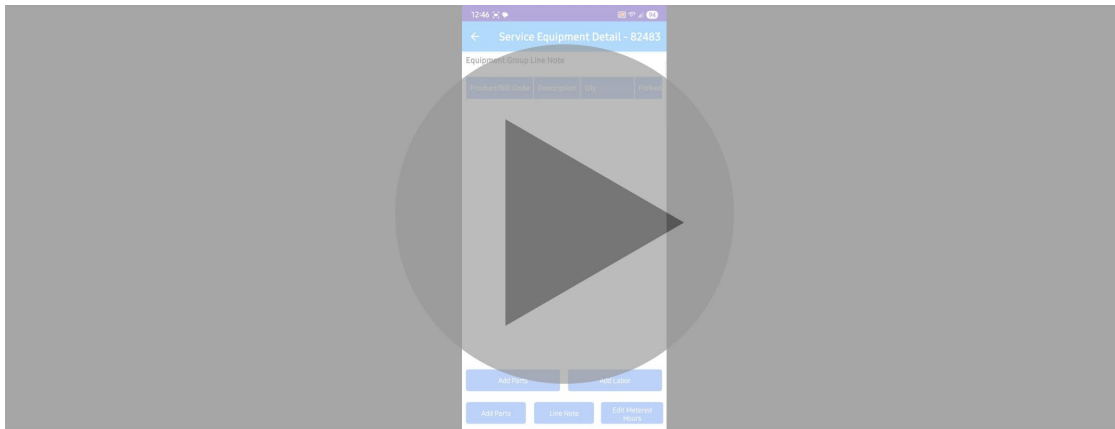 12:46
94
Service Equipment Detail - 82483
Equipment Group Line Note
Product/Bill Code Description Qty
Add Parts Add Labor
Add Parts Line Note Edit Metered
Hours